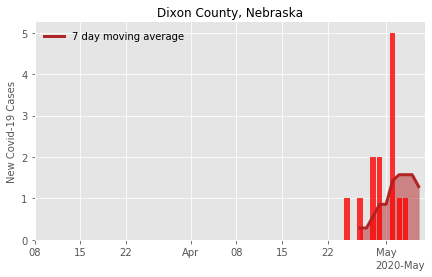 Dixon County, Nebraska
7 day moving average
New Covid-19 Cases
5
4
3
2
1
0
08 15 22 Apr 08 15 22 May
2020-May